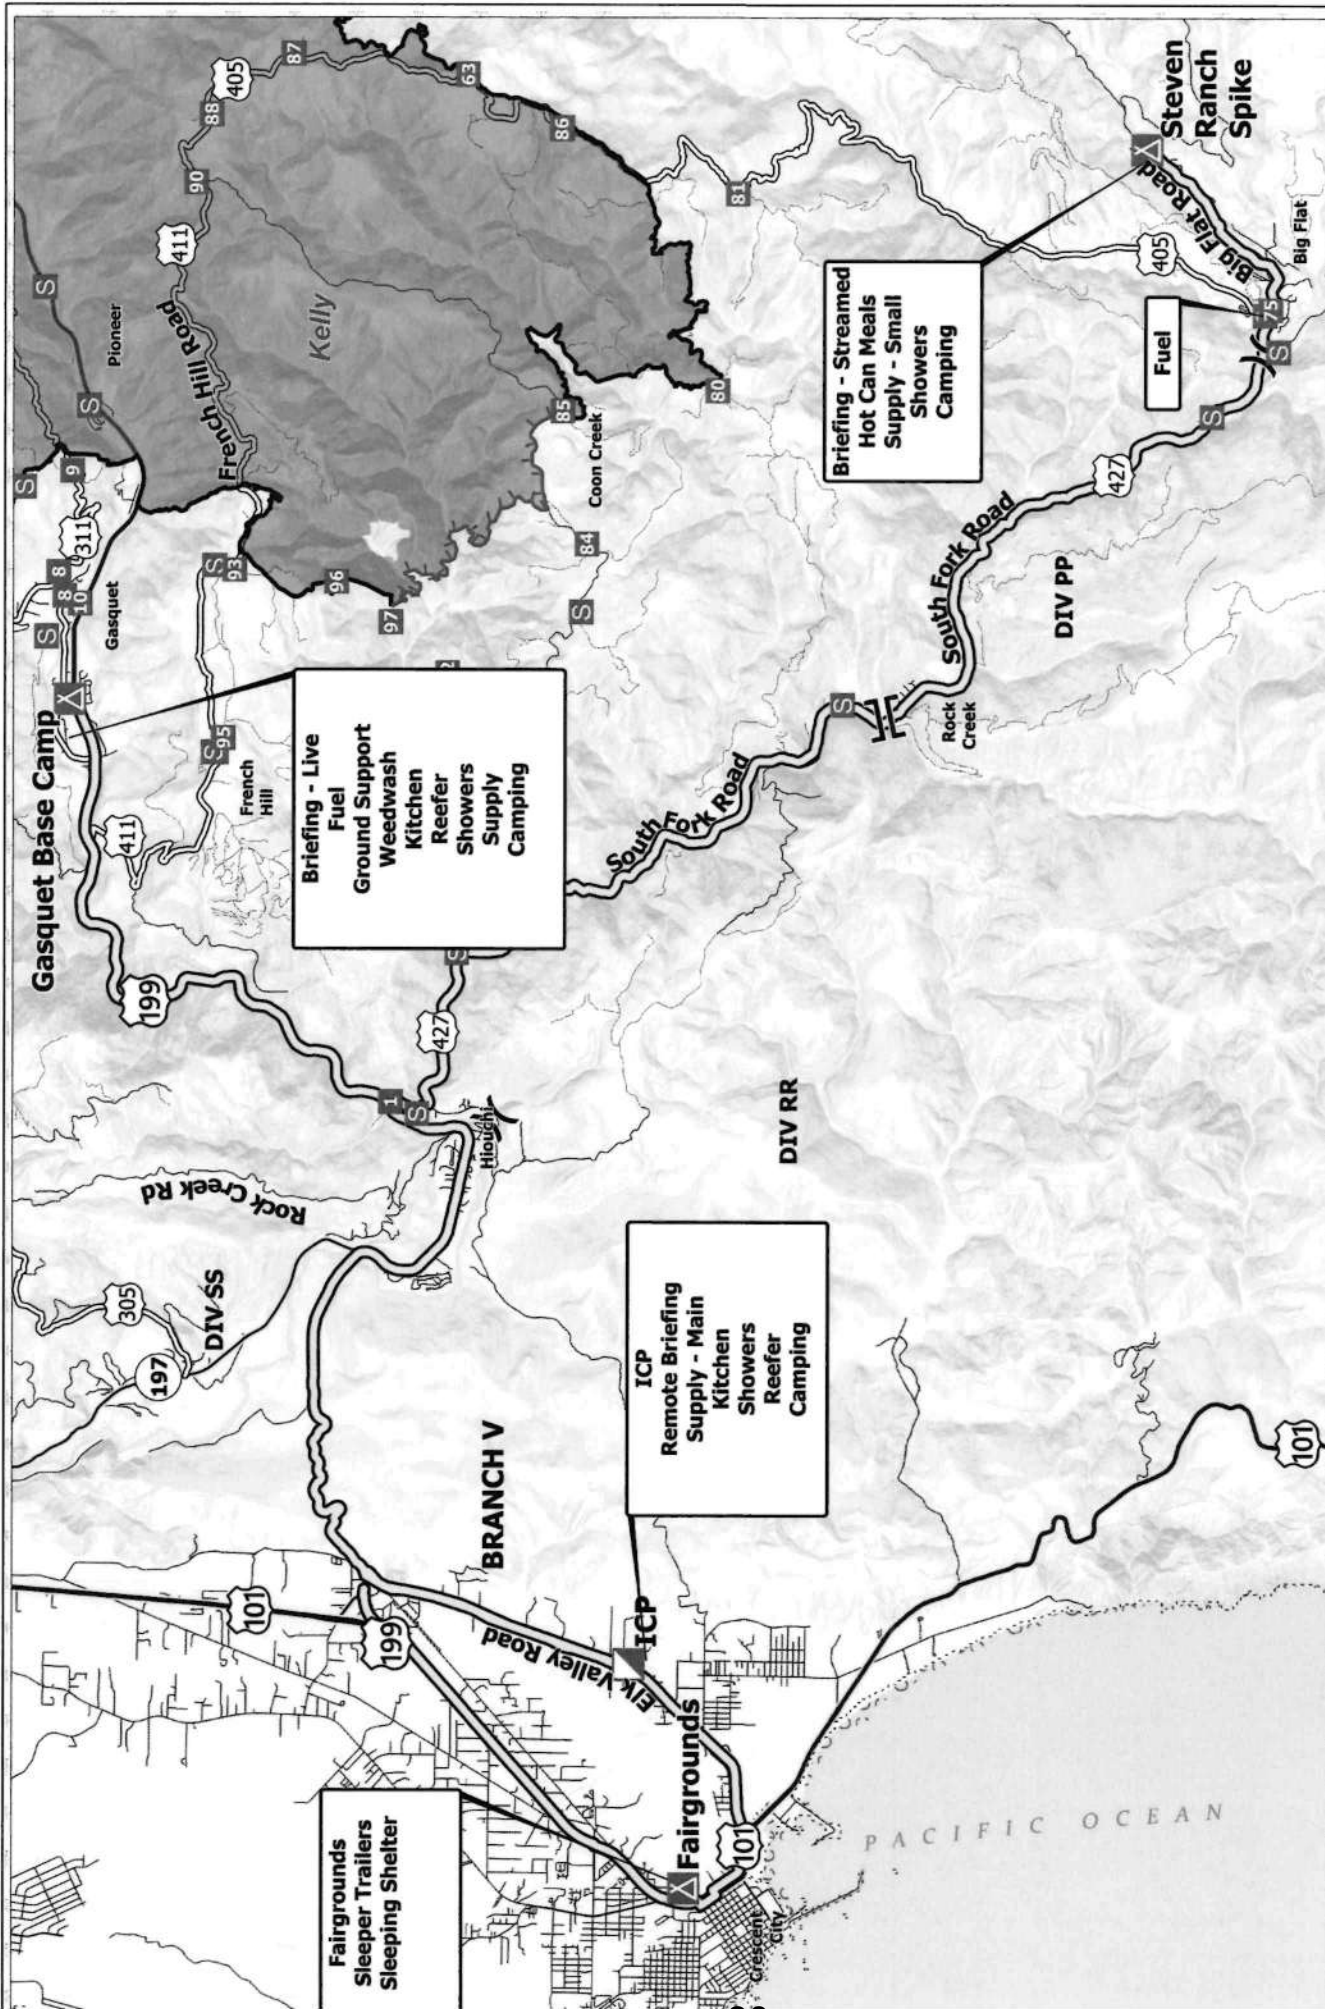 Gasquet Base Camp
Pioneer
Gasquet
French
Hill
French Hill Road
Kelly
Coon Creek
Rock Creek Rd
DIV SS
Hiouchi
South Fork Road
South Fork Road
Rock
Creek
DIV PP
DIV RR
Big Flat Road
Big Flat
Steven
Ranch
Spike
BRANCH V
Elk Valley Road
ICP
Fairgrounds
Crescent
City
PACIFIC OCEAN
Briefing - Live
Fuel
Ground Support
Weedwash
Kitchen
Reefer
Showers
Supply
Camping
Briefing - Streamed
Hot Can Meals
Supply - Small
Showers
Camping
Fuel
ICP
Remote Briefing
Supply - Main
Kitchen
Showers
Reefer
Camping
Fairgrounds
Sleeper Trailers
Sleeping Shelter
101
199
197
305
199
411
311
411
405
427
427
405
101
101
S
S
S
S
S
S
S
S
S
S
S
S
1
8
8
9
10
63
75
80
81
84
85
86
87
88
90
93
95
96
97